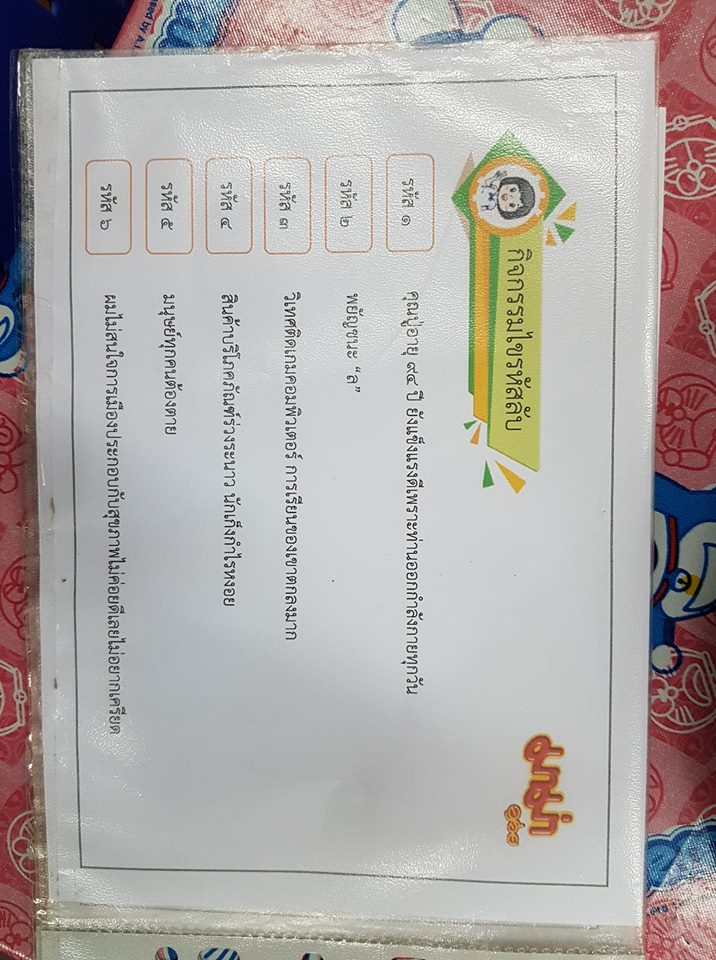 กิจกรรมไขรหัสลับ
มาม่า
อร่อย
รหัส ๑ คุณปู่อายุ ๙๔ ปี ยังแข็งแรงดีเพราะท่านออกกำลังกายทุกวัน
รหัส ๒ พยัญชนะ “ล”
รหัส ๓ วิเทศติดเกมคอมพิวเตอร์ การเรียนของเขาตกลงมาก
รหัส ๔ สินค้าบริโภคภัณฑ์ร่วงระนาว นักเก็งกำไรหงอย
รหัส ๕ มนุษย์ทุกคนต้องตาย
รหัส ๖ ผมไม่สนใจการเมืองประกอบกับสุขภาพไม่ค่อยดีเลยไม่อยากเครียด